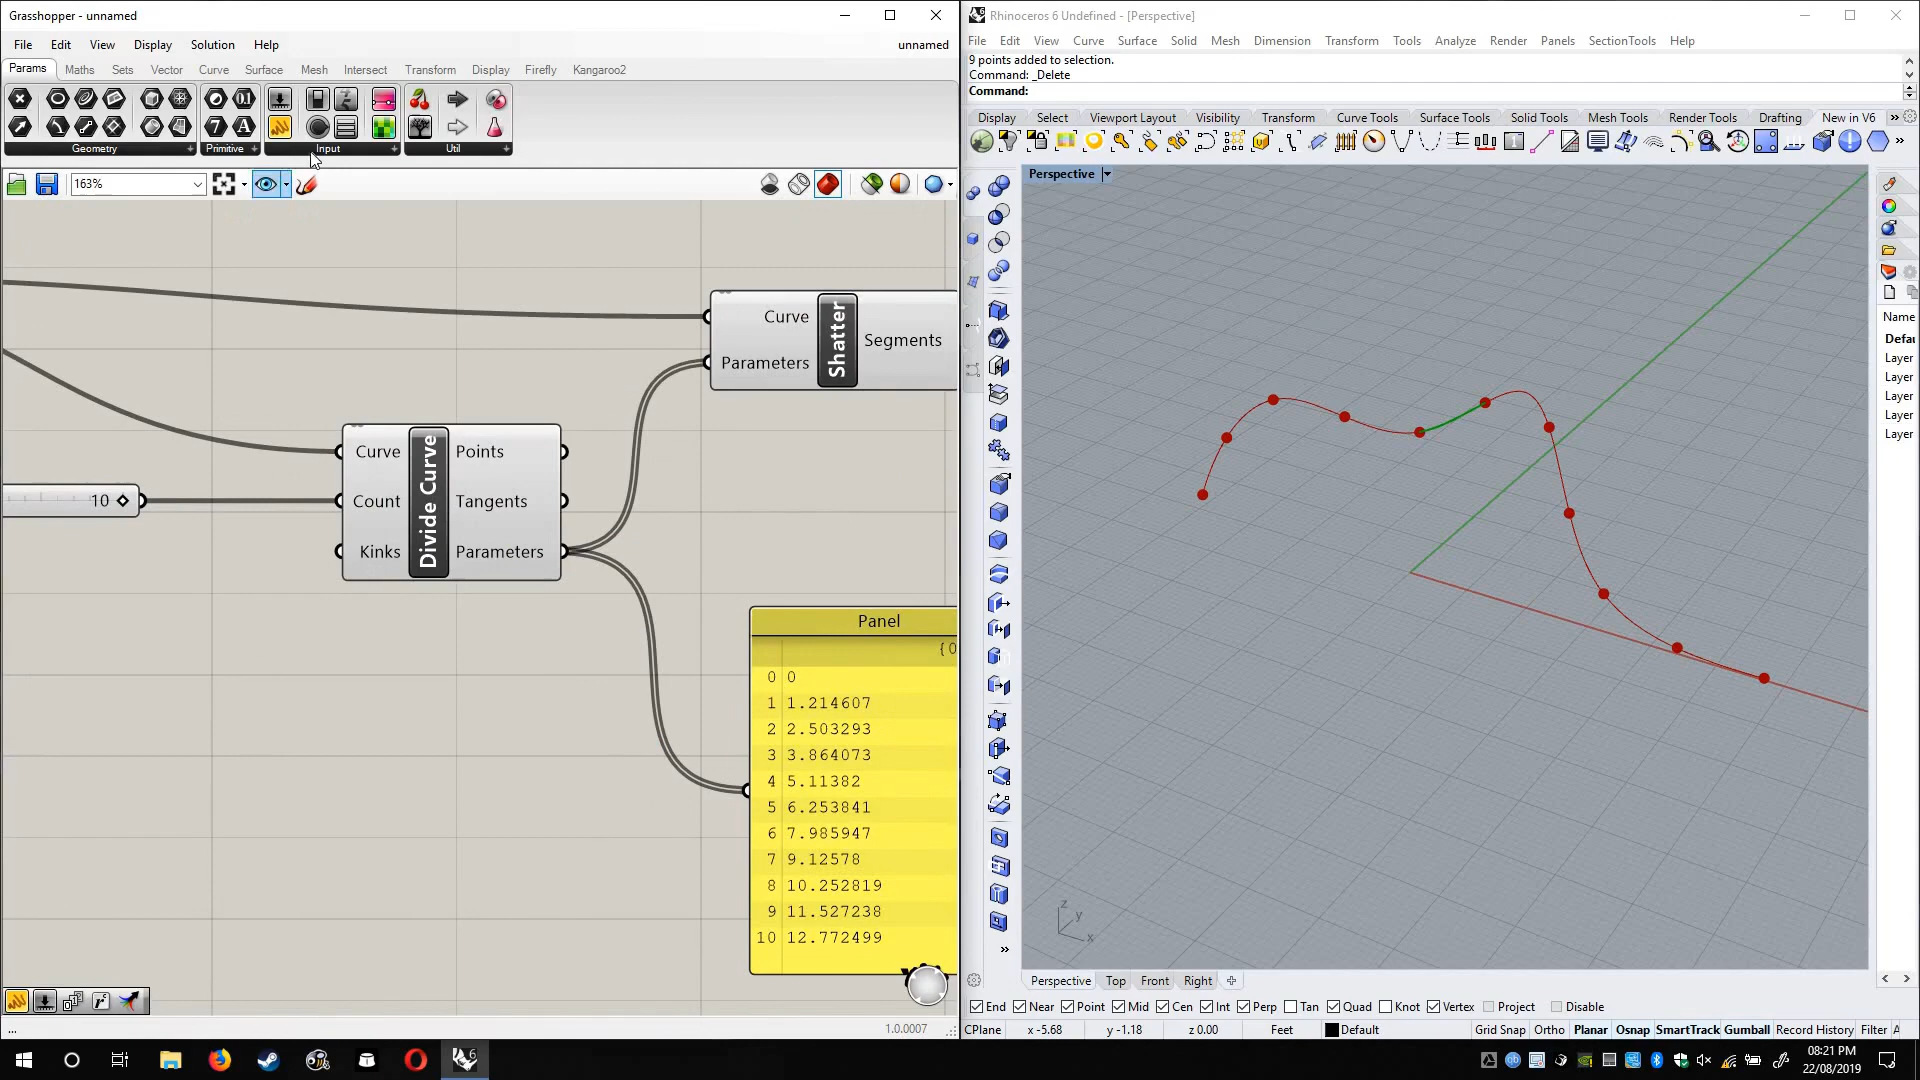 Grasshopper - unnamed
File Edit View Display Solution Help unnamed
Params Maths Sets Vector Curve Surface Mesh Intersect Transform Display Firefly Kangaroo2
Geometry Primitive Input Util
163%
Curve
Parameters
Shatter
Segments
Curve
Count
Kinks
Divide Curve
Points
Tangents
Parameters
10
Panel
{0
0 0
1 1.214607
2 2.503293
3 3.864073
4 5.11382
5 6.253841
6 7.985947
7 9.12578
8 10.252819
9 11.527238
10 12.772499
...
1.0.0007
Rhinoceros 6 Undefined - [Perspective]
File Edit View Curve Surface Solid Mesh Dimension Transform Tools Analyze Render Panels SectionTools Help
9 points added to selection.
Command: _Delete
Command:
Display Select Viewport Layout Visibility Transform Curve Tools Surface Tools Solid Tools Mesh Tools Render Tools Drafting New in V6
Perspective
Name
Defau
Layer
Layer
Layer
Layer
Layer
z
y
x
Perspective Top Front Right
End Near Point Mid Cen Int Perp Tan Quad Knot Vertex Project Disable
CPlane x -5.68 y -1.18 z 0.00 Feet Default Grid Snap Ortho Planar Osnap SmartTrack Gumball Record History Filter A
08:21 PM
22/08/2019